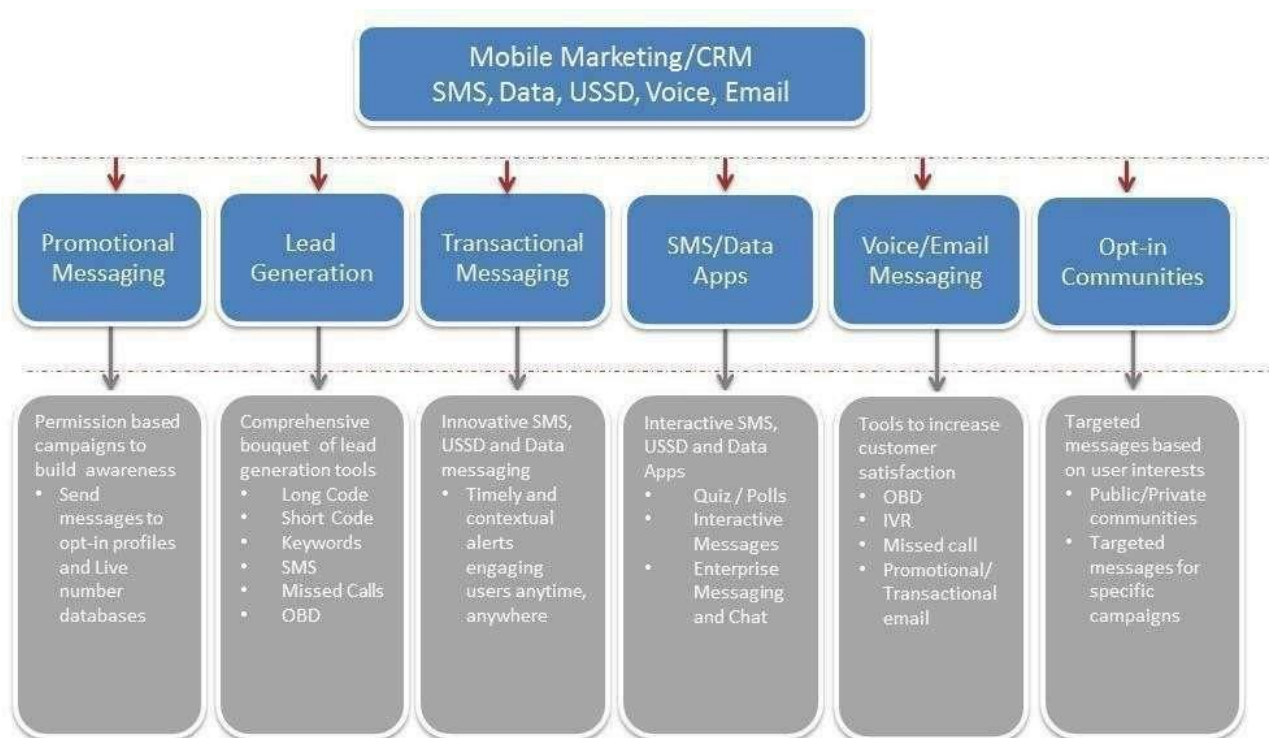 Mobile Marketing/CRM
SMS, Data, USSD, Voice, Email
Promotional
Messaging
Lead
Generation
Transactional
Messaging
SMS/Data
Apps
Voice/Email
Messaging
Opt-in
Communities
Permission based
campaigns to
build awareness
• Send
messages to
opt-in profiles
and Live
number
databases
Comprehensive
bouquet of lead
generation tools
• Long Code
• Short Code
• Keywords
• SMS
• Missed Calls
• OBD
Innovative SMS,
USSD and Data
messaging
• Timely and
contextual
alerts
engaging
users anytime,
anywhere
Interactive SMS,
USSD and Data
Apps
• Quiz / Polls
• Interactive
Messages
• Enterprise
Messaging
and Chat
Tools to increase
customer
satisfaction
• OBD
• IVR
• Missed call
• Promotional/
Transactional
email
Targeted
messages based
on user interests
• Public/Private
communities
• Targeted
messages for
specific
campaigns